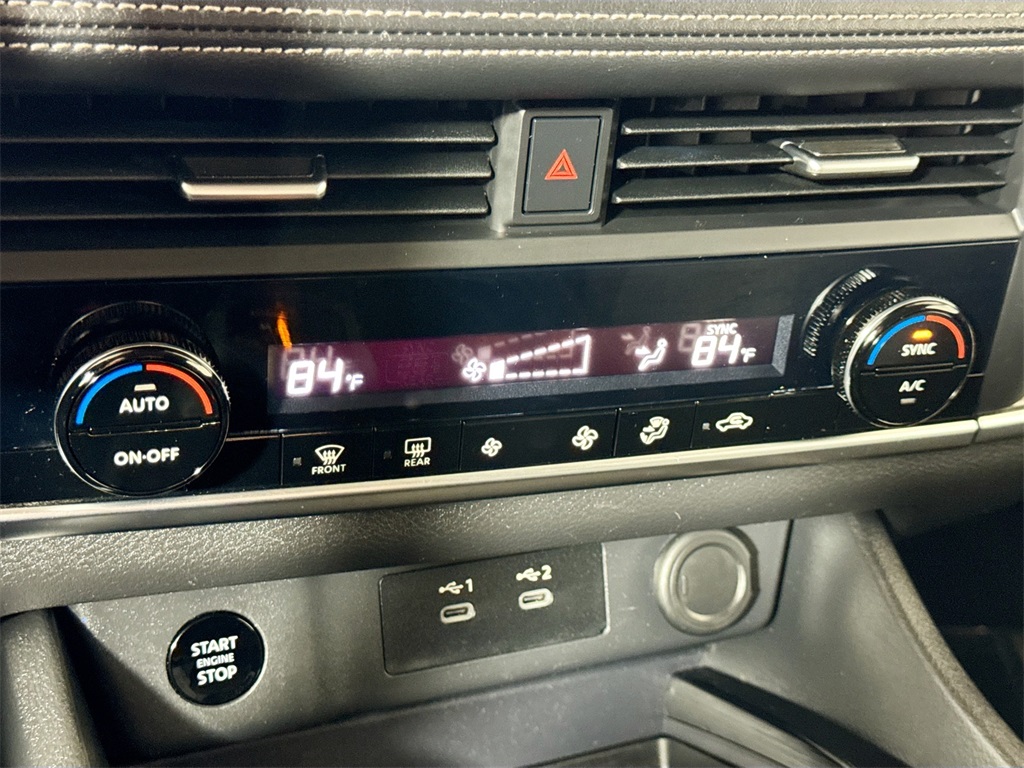 84°F
SYNC
84°F
AUTO
ON·OFF
FRONT
REAR
SYNC
A/C
1
2
START
ENGINE
STOP